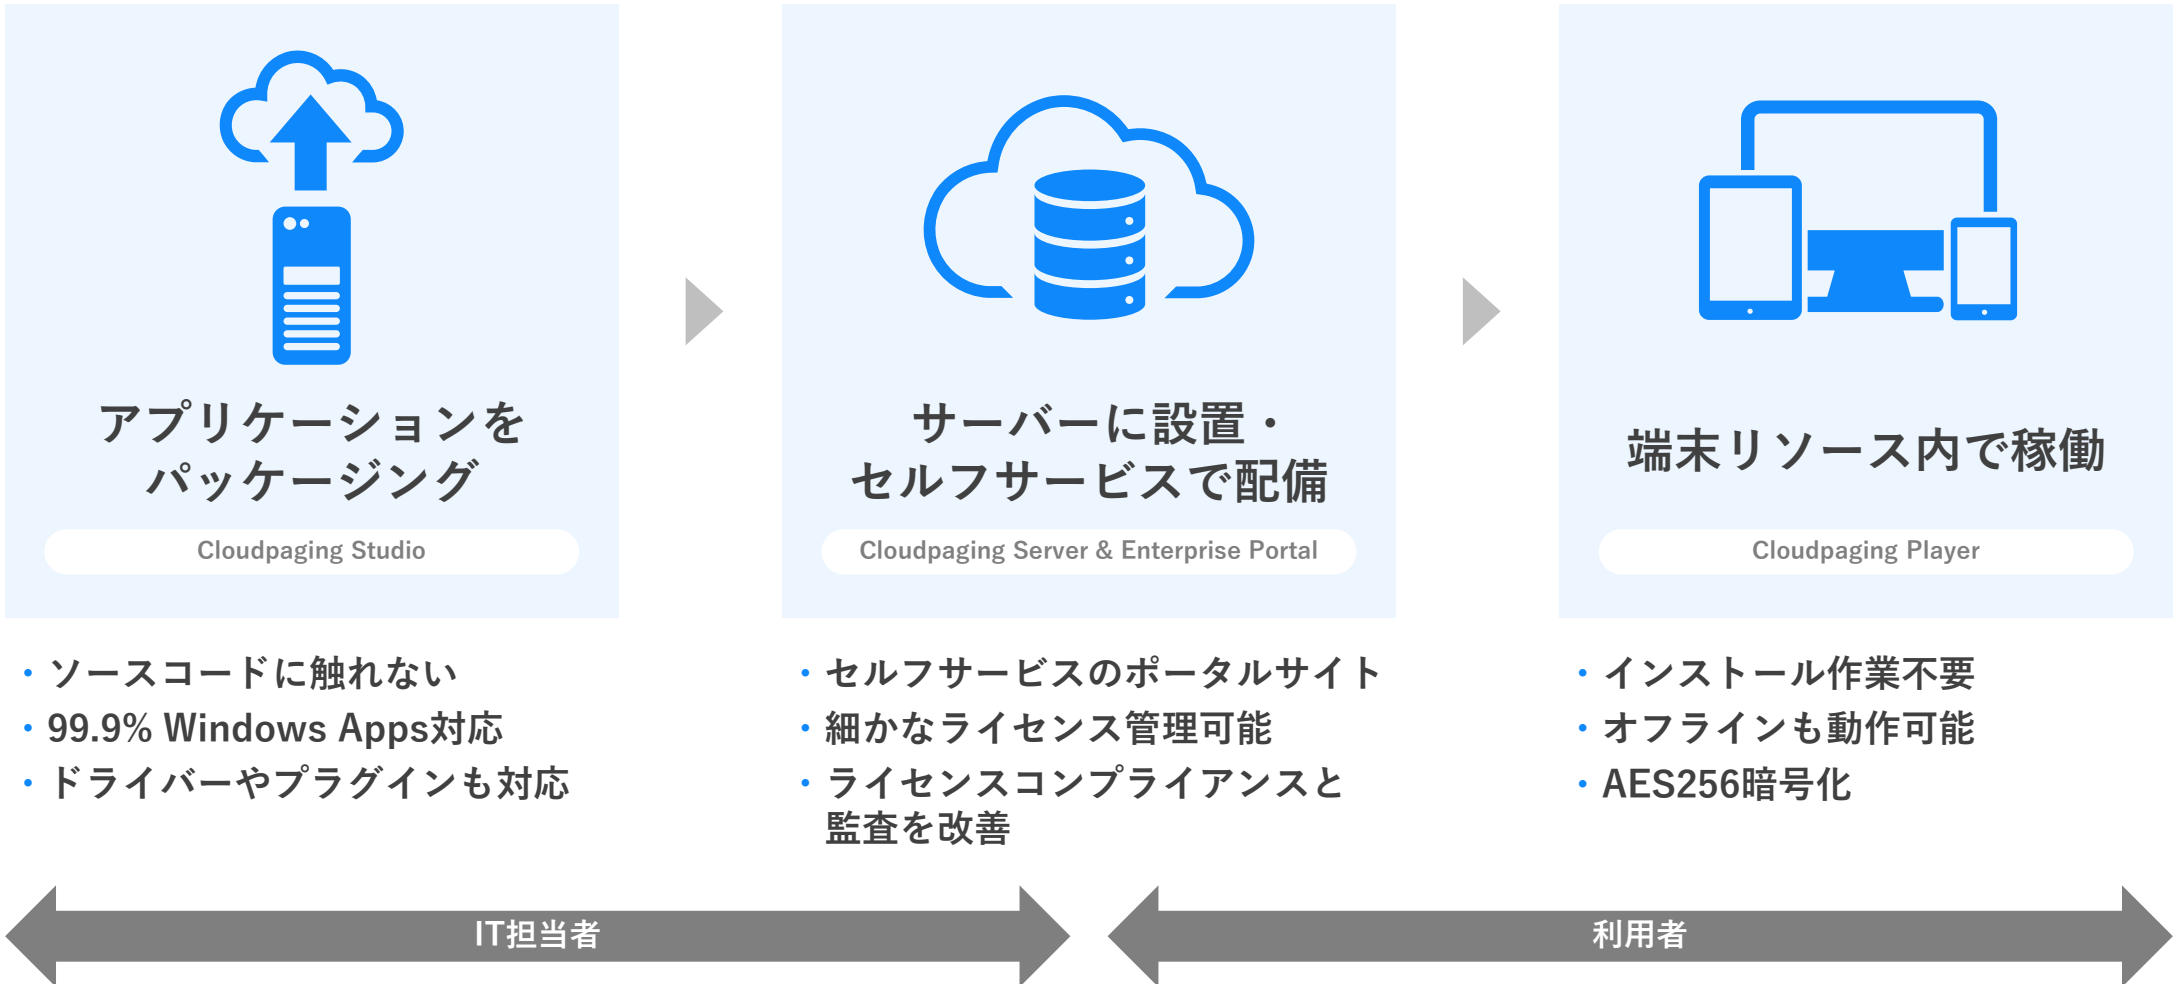 アプリケーションを
パッケージング
Cloudpaging Studio
・ソースコードに触れない
・99.9% Windows Apps対応
・ドライバーやプラグインも対応
サーバーに設置・
セルフサービスで配備
Cloudpaging Server & Enterprise Portal
・セルフサービスのポータルサイト
・細かなライセンス管理可能
・ライセンスコンプライアンスと
監査を改善
端末リソース内で稼働
Cloudpaging Player
・インストール作業不要
・オフラインも動作可能
・AES256暗号化
IT担当者
利用者